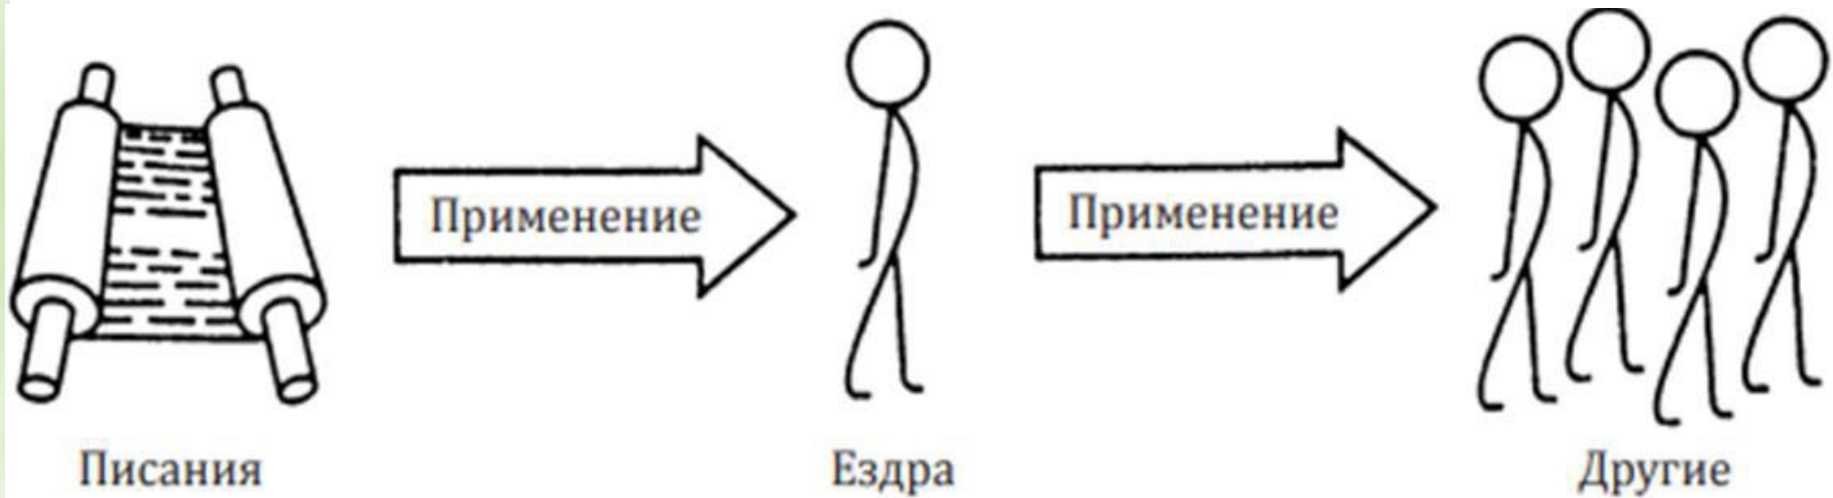 Применение
Применение
Писания
Ездра
Другие